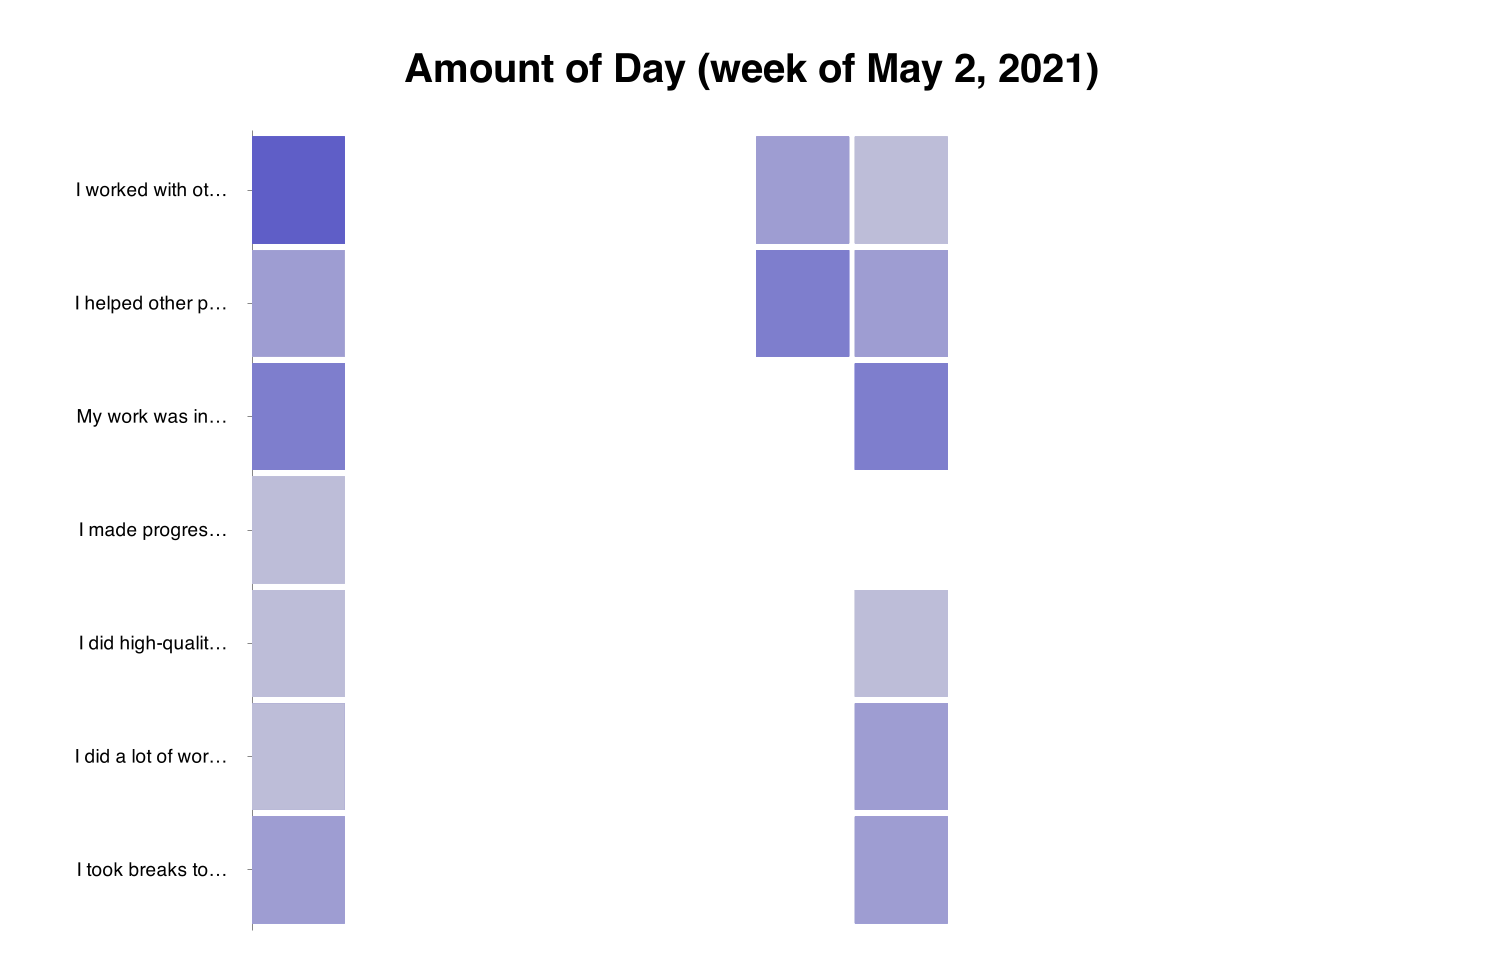 Amount of Day (week of May 2, 2021)
I worked with ot…
I helped other p…
My work was in…
I made progres…
I did high-qualit…
I did a lot of wor…
I took breaks to…